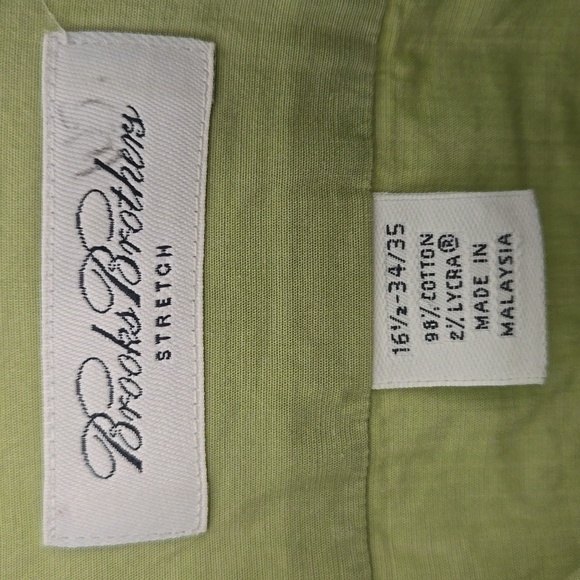 Brooks Brothers
STRETCH
16½-34/35
98% COTTON
2% LYCRA®
MADE IN
MALAYSIA